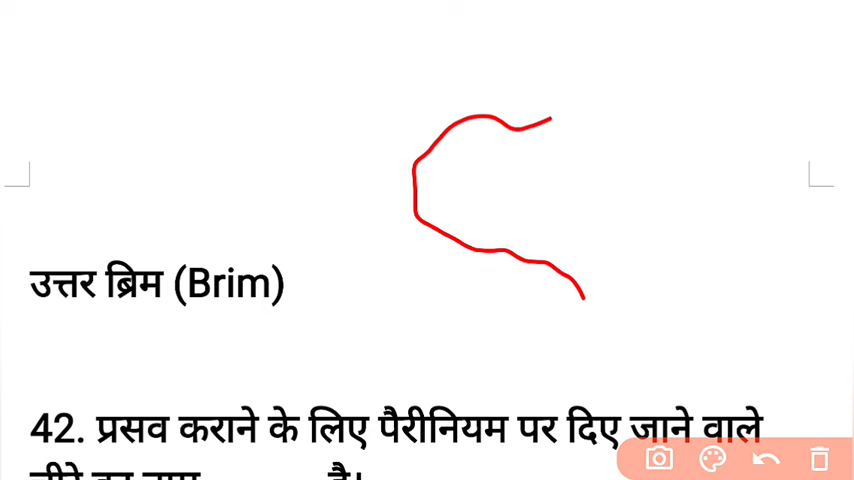 उत्तर ब्रिम (Brim)
42. प्रसव कराने के लिए पैरीनियम पर दिए जाने वाले
है।